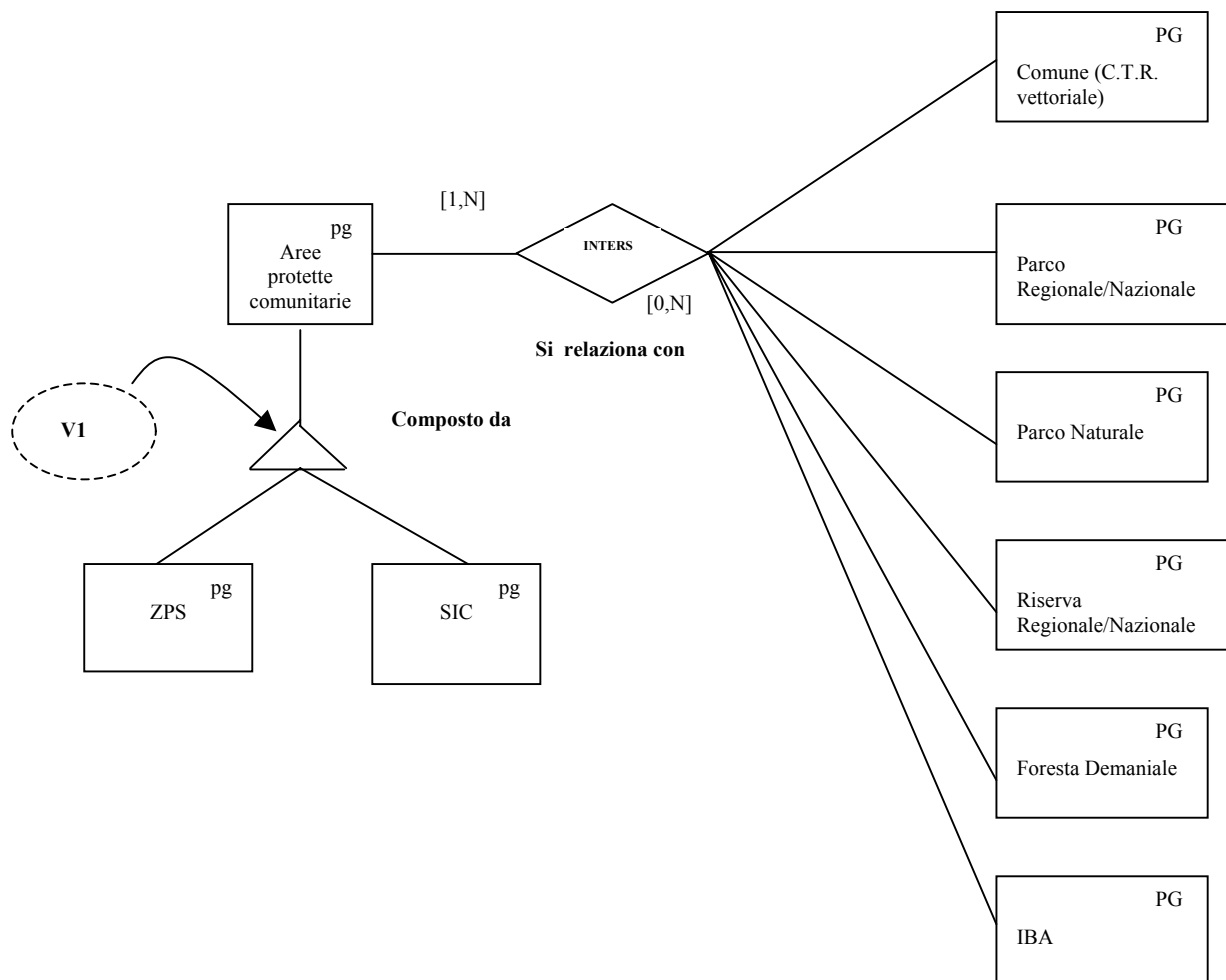 PG
Comune (C.T.R.
vettoriale)
[1,N]
pg
Aree
protette
comunitarie
INTERS
[0,N]
Si relaziona con
PG
Parco
Regionale/Nazionale
V1
Composto da
PG
Parco Naturale
pg
ZPS
pg
SIC
PG
Riserva
Regionale/Nazionale
PG
Foresta Demaniale
PG
IBA